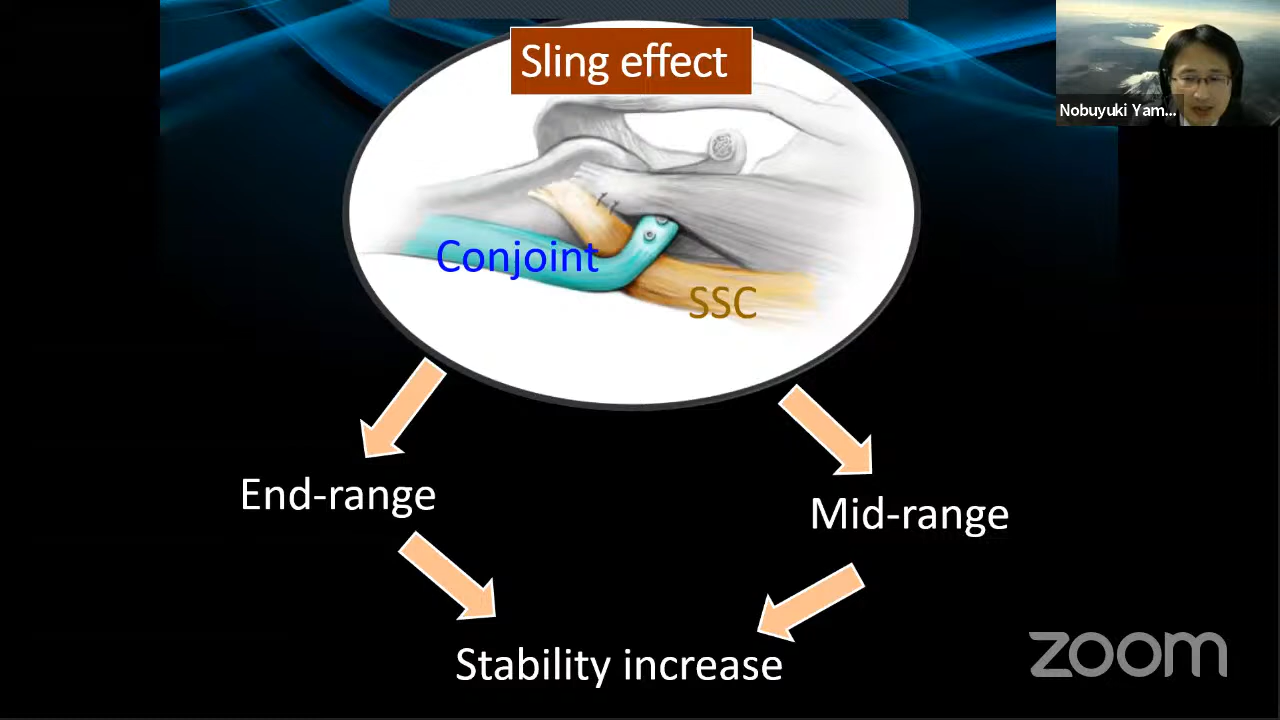 Sling effect
Nobuyuki Yam...
Conjoint
SSC
End-range
Mid-range
Stability increase
zoom